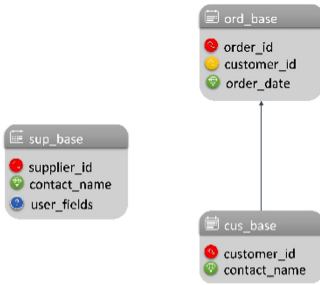 ord_base
order_id
customer_id
order_date
sup_base
supplier_id
contact_name
user_fields
cus_base
customer_id
contact_name